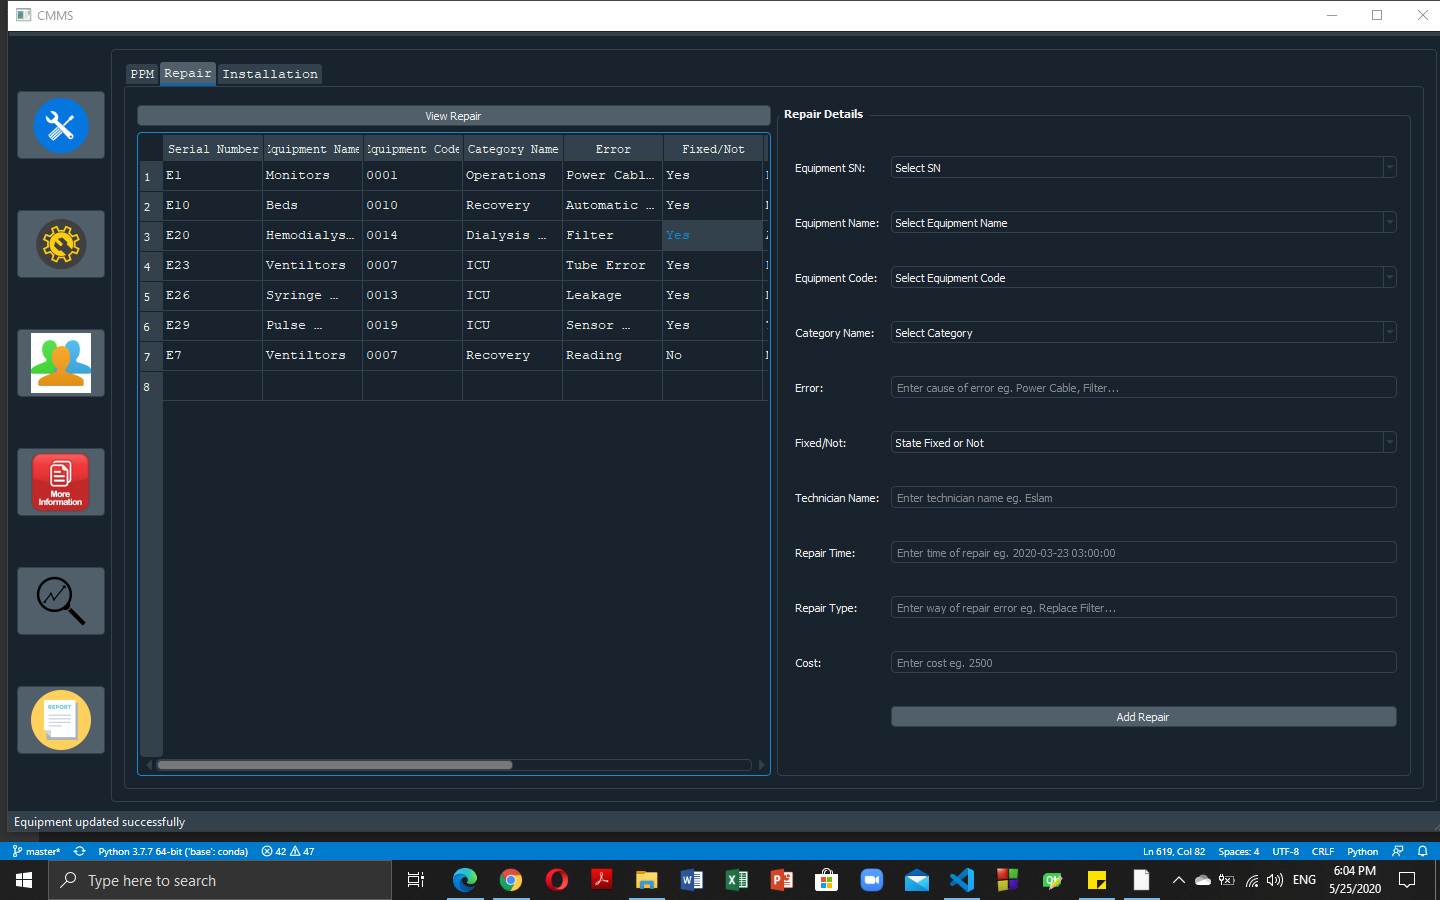 CMMS
PPM Repair Installation
View Repair
Serial Number Equipment Name Equipment Code Category Name Error Fixed/Not
1 E1 Monitors 0001 Operations Power Cabl... Yes
2 E10 Beds 0010 Recovery Automatic ... Yes
3 E20 Hemodialys... 0014 Dialysis ... Filter Yes
4 E23 Ventiltors 0007 ICU Tube Error Yes
5 E26 Syringe ... 0013 ICU Leakage Yes
6 E29 Pulse ... 0019 ICU Sensor ... Yes
7 E7 Ventiltors 0007 Recovery Reading No
8
Repair Details
Equipment SN: Select SN
Equipment Name: Select Equipment Name
Equipment Code: Select Equipment Code
Category Name: Select Category
Error: Enter cause of error eg. Power Cable, Filter...
Fixed/Not: State Fixed or Not
Technician Name: Enter technician name eg. Eslam
Repair Time: Enter time of repair eg. 2020-03-23 03:00:00
Repair Type: Enter way of repair error eg. Replace Filter...
Cost: Enter cost eg. 2500
Add Repair
More
Information
REPORT
Equipment updated successfully
master* Python 3.7.7 64-bit ('base': conda) 42 47 Ln 619, Col 82 Spaces: 4 UTF-8 CRLF Python
Type here to search
ENG
6:04 PM
5/25/2020